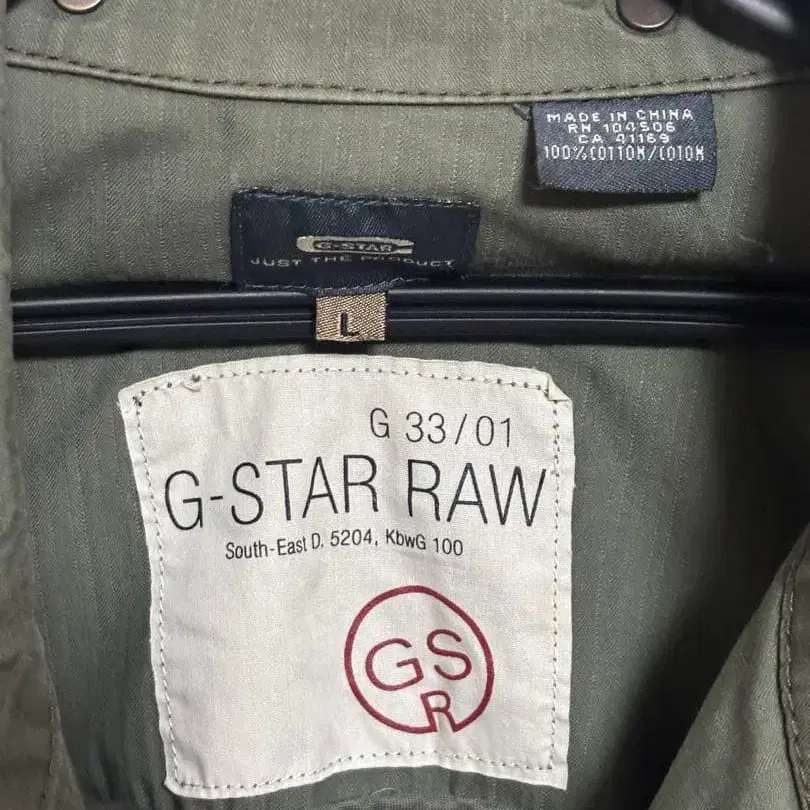 MADE IN CHINA
RN 104506
CA 41169
100% COTTON/COTON
G-STAR
JUST THE PRODUCT
L
G 33/01
G-STAR RAW
South-East D. 5204, KbwG 100
GS
R